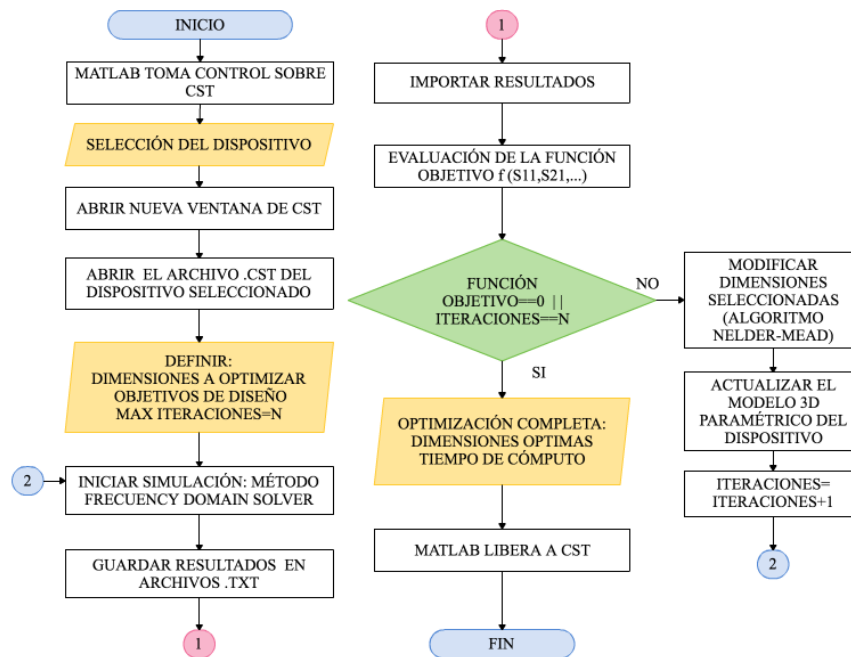 INICIO
MATLAB TOMA CONTROL SOBRE
CST
SELECCIÓN DEL DISPOSITIVO
ABRIR NUEVA VENTANA DE CST
ABRIR EL ARCHIVO .CST DEL
DISPOSITIVO SELECCIONADO
DEFINIR:
DIMENSIONES A OPTIMIZAR
OBJETIVOS DE DISEÑO
MAX ITERACIONES=N
2
INICIAR SIMULACIÓN: MÉTODO
FRECUENCY DOMAIN SOLVER
GUARDAR RESULTADOS EN
ARCHIVOS .TXT
1
1
IMPORTAR RESULTADOS
EVALUACIÓN DE LA FUNCIÓN
OBJETIVO f (S11,S21,...)
FUNCIÓN
OBJETIVO==0 ||
ITERACIONES==N
NO
SI
OPTIMIZACIÓN COMPLETA:
DIMENSIONES OPTIMAS
TIEMPO DE CÓMPUTO
MATLAB LIBERA A CST
FIN
MODIFICAR
DIMENSIONES
SELECCIONADAS
(ALGORITMO
NELDER-MEAD)
ACTUALIZAR EL
MODELO 3D
PARAMÉTRICO DEL
DISPOSITIVO
ITERACIONES=
ITERACIONES+1
2